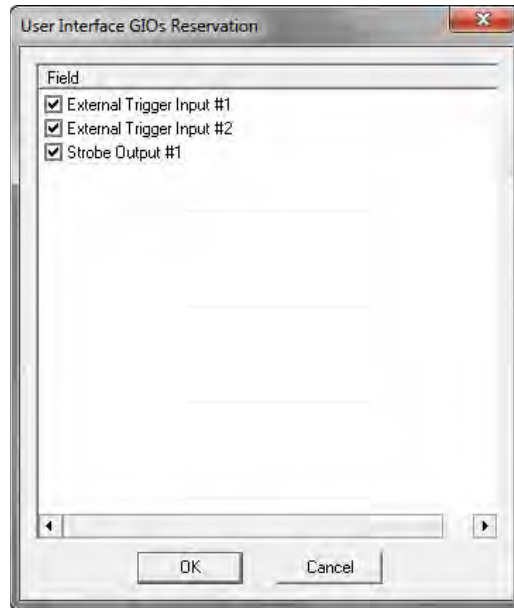 User Interface GIOs Reservation
Field
External Trigger Input #1
External Trigger Input #2
Strobe Output #1
OK
Cancel